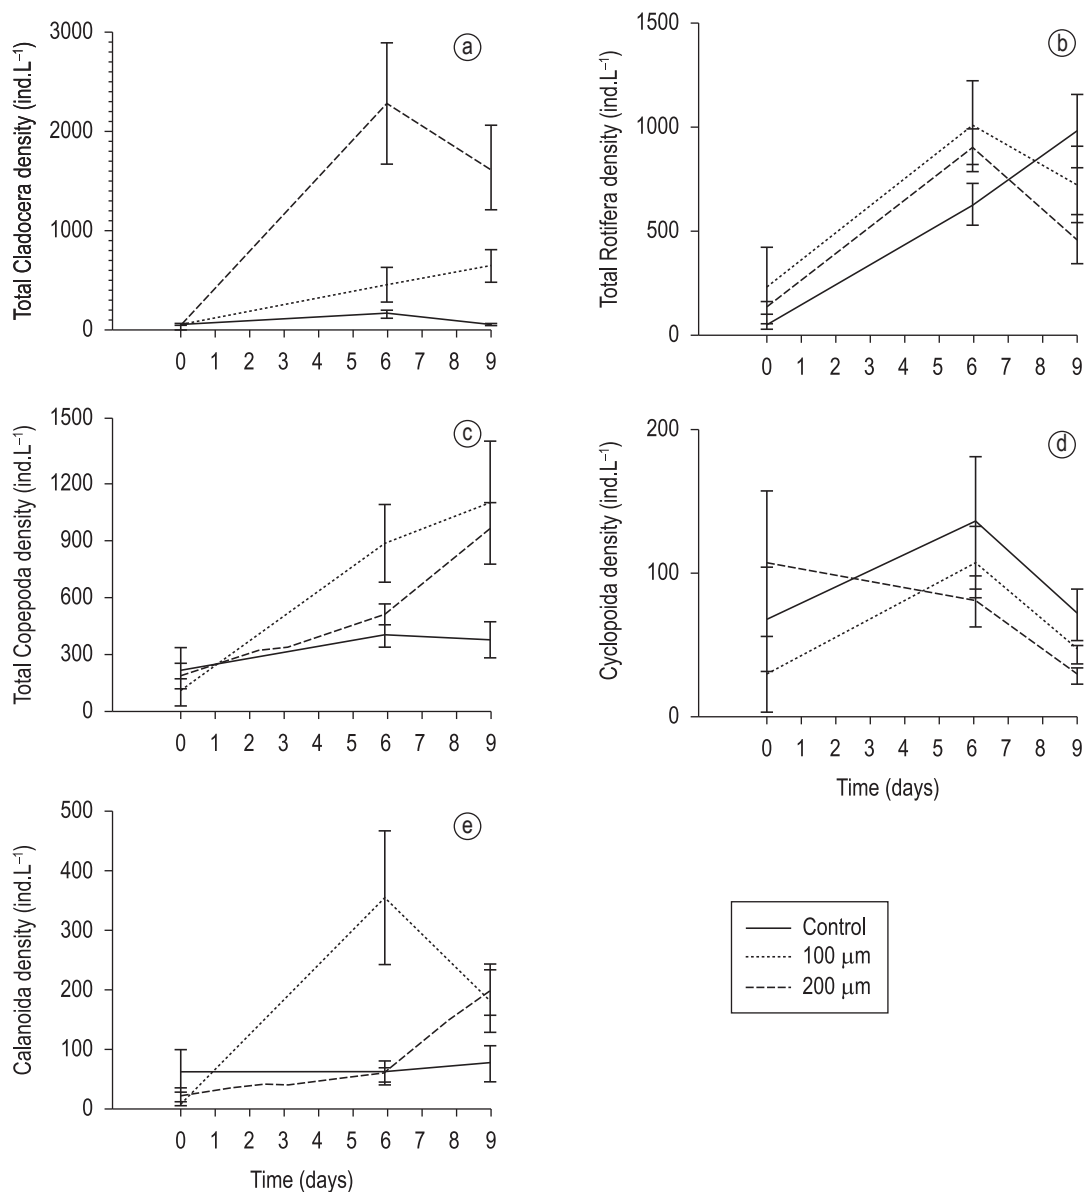 Total Cladocera density (ind.L⁻¹)
3000
2000
1000
0
a
0 1 2 3 4 5 6 7 8 9
Total Rotifera density (ind.L⁻¹)
1500
1000
500
0
b
0 1 2 3 4 5 6 7 8 9
Total Copepoda density (ind.L⁻¹)
1500
1200
900
600
300
0
c
0 1 2 3 4 5 6 7 8 9
Cyclopoida density (ind.L⁻¹)
200
100
0
d
0 1 2 3 4 5 6 7 8 9
Time (days)
Calanoida density (ind.L⁻¹)
500
400
300
200
100
0
e
0 1 2 3 4 5 6 7 8 9
Time (days)
Control
100 µm
200 µm